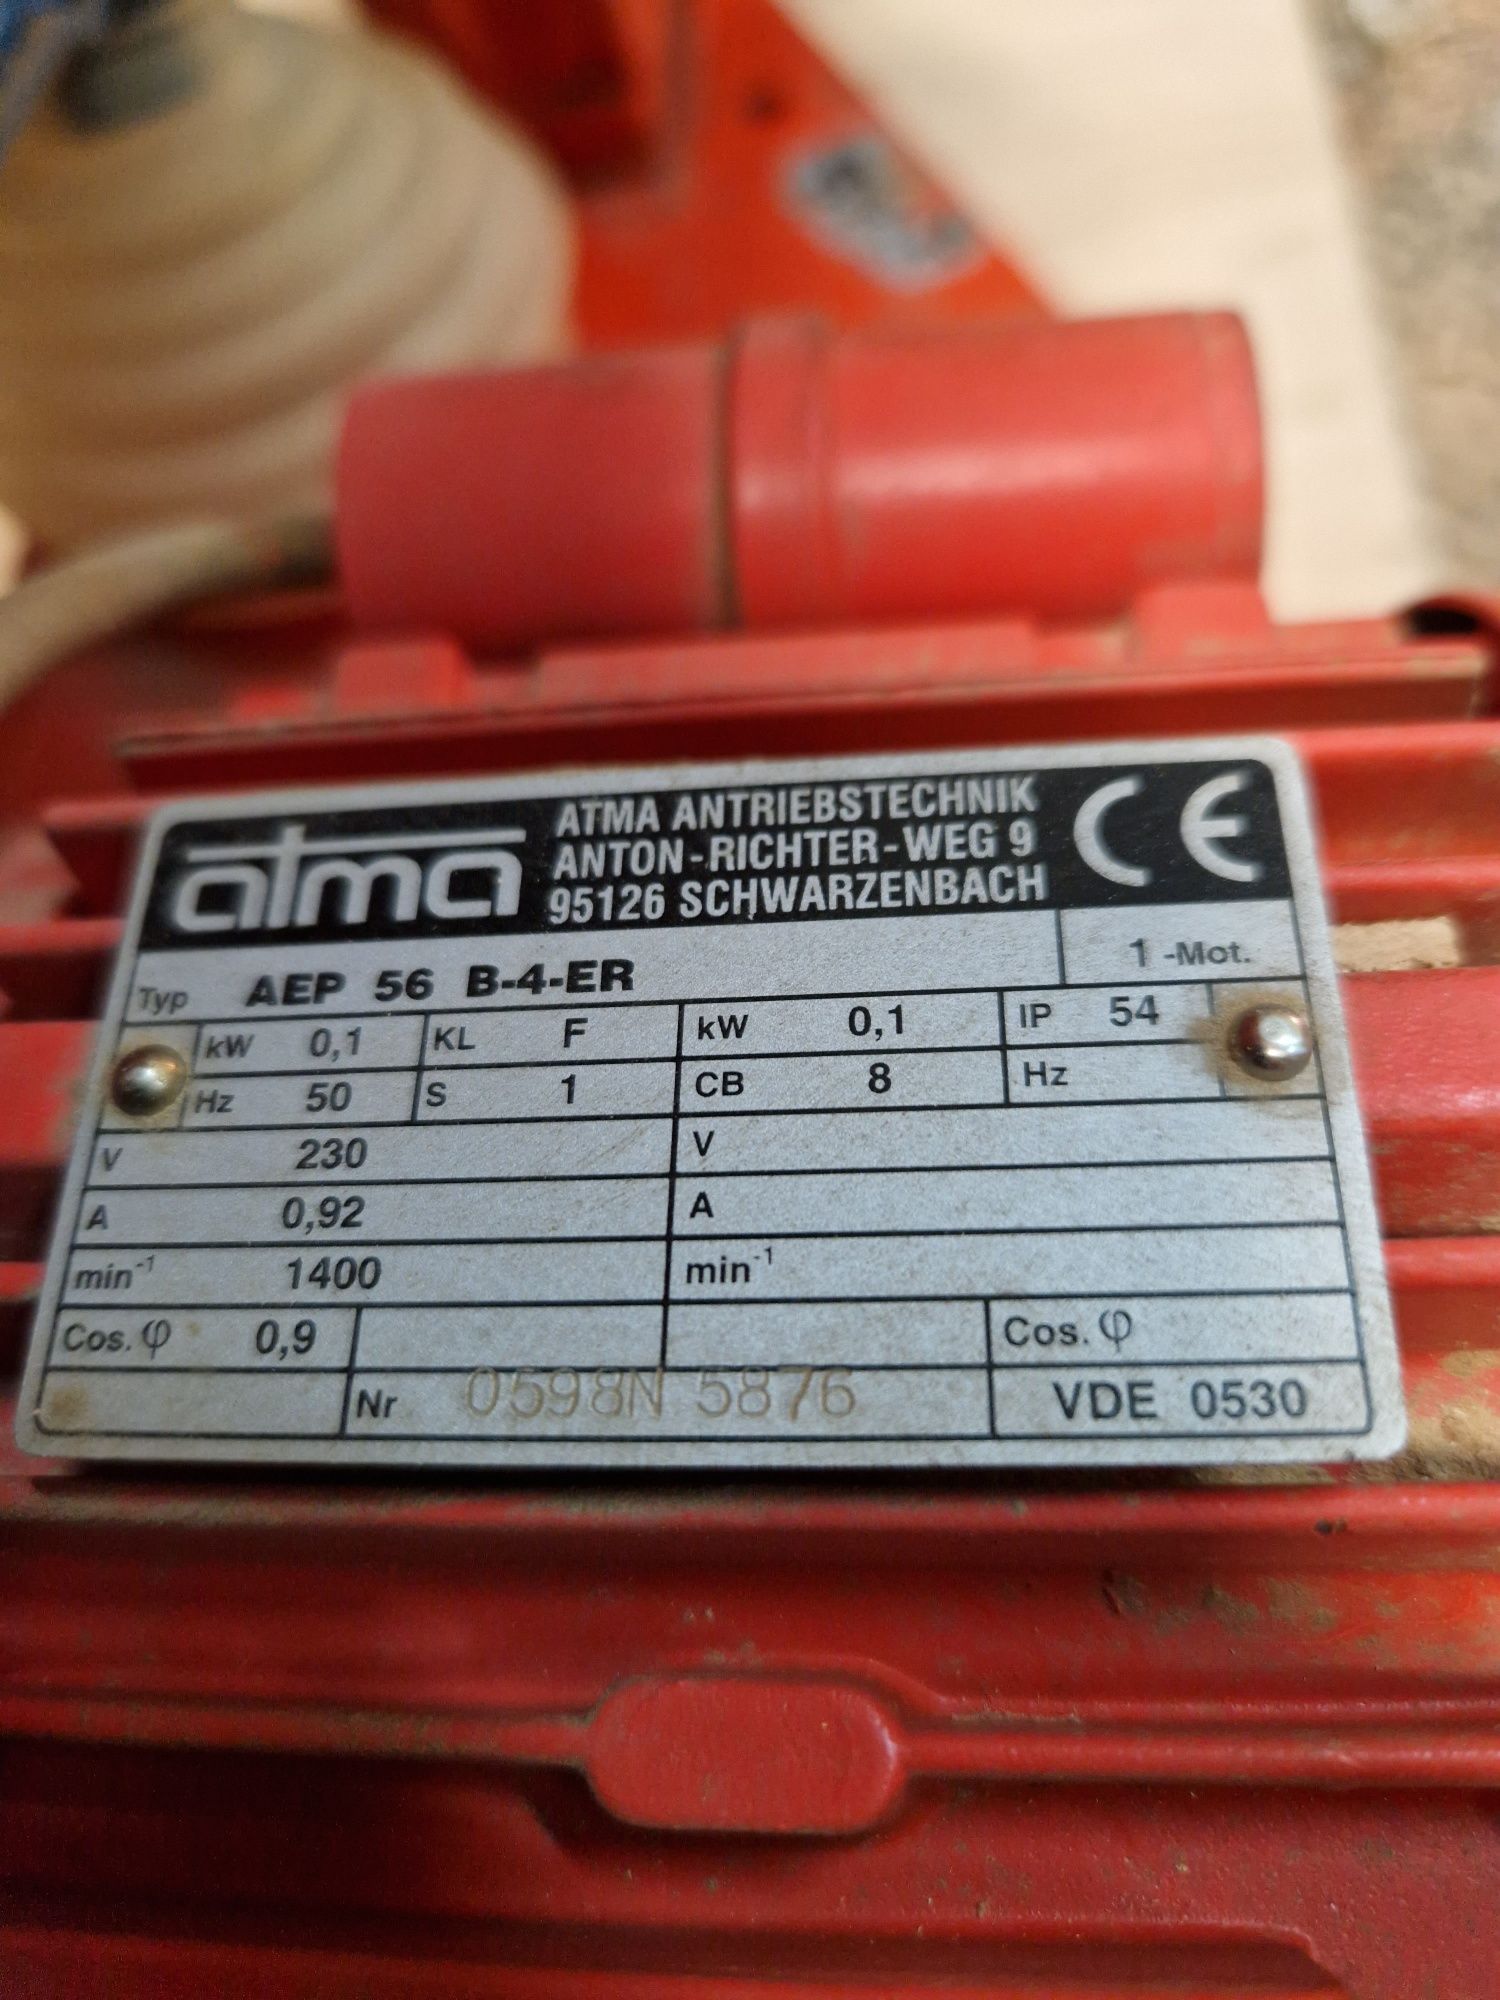 atma
ATMA ANTRIEBSTECHNIK
ANTON-RICHTER-WEG 9
95126 SCHWARZENBACH
CE
Typ AEP 56 B-4-ER 1 -Mot.
kW 0,1 KL F kW 0,1 IP 54
Hz 50 S 1 CB 8 Hz
V 230 V
A 0,92 A
min-1 1400 min-1
Cos. φ 0,9 Cos. φ
Nr 0598N 5876 VDE 0530